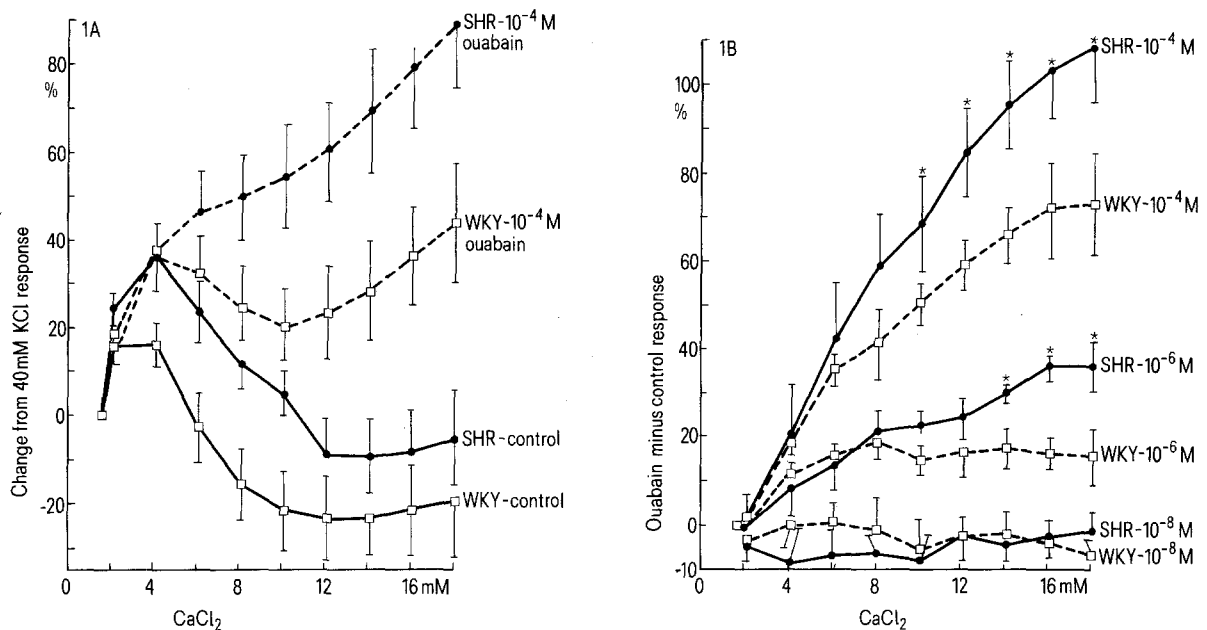 1A
SHR-10⁻⁴ M
ouabain
80
%
60
WKY-10⁻⁴ M
ouabain
40
20
0
SHR-control
-20
WKY-control
0
4
8
12
16 mM
CaCl₂
Change from 40mM KCl response
1B
SHR-10⁻⁴ M
100
%
80
WKY-10⁻⁴ M
60
40
SHR-10⁻⁶ M
20
WKY-10⁻⁶ M
0
SHR-10⁻⁸ M
WKY-10⁻⁸ M
-10
0
4
8
12
16 mM
CaCl₂
Ouabain minus control response